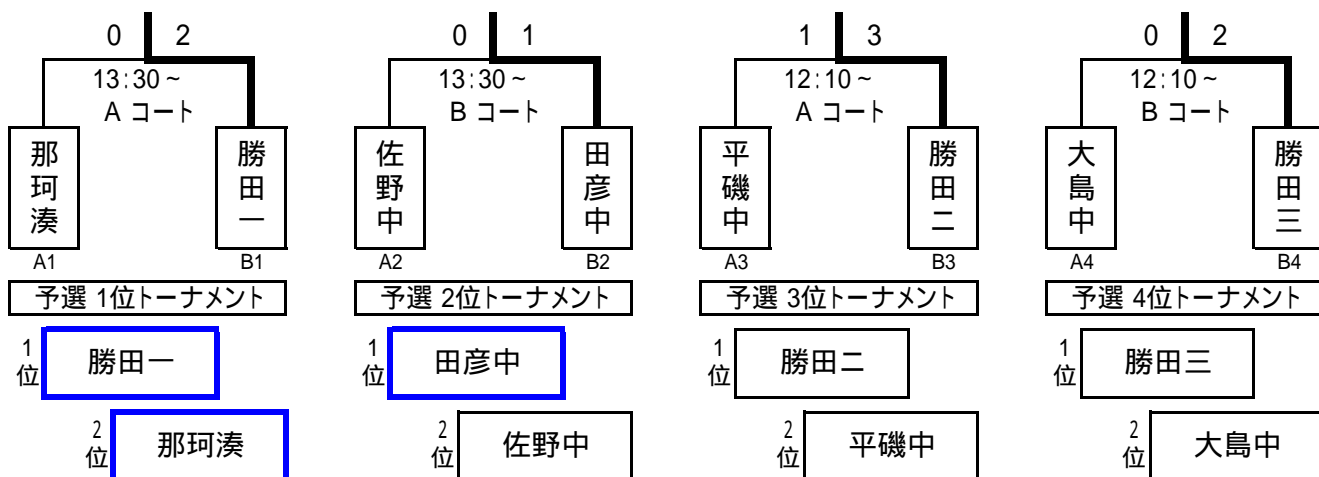 0 2
13:30～
A コート
那珂湊
勝田一
A1
B1
予選 1位トーナメント
1位
勝田一
2位
那珂湊
0 1
13:30～
B コート
佐野中
田彦中
A2
B2
予選 2位トーナメント
1位
田彦中
2位
佐野中
1 3
12:10～
A コート
平磯中
勝田二
A3
B3
予選 3位トーナメント
1位
勝田二
2位
平磯中
0 2
12:10～
B コート
大島中
勝田三
A4
B4
予選 4位トーナメント
1位
勝田三
2位
大島中